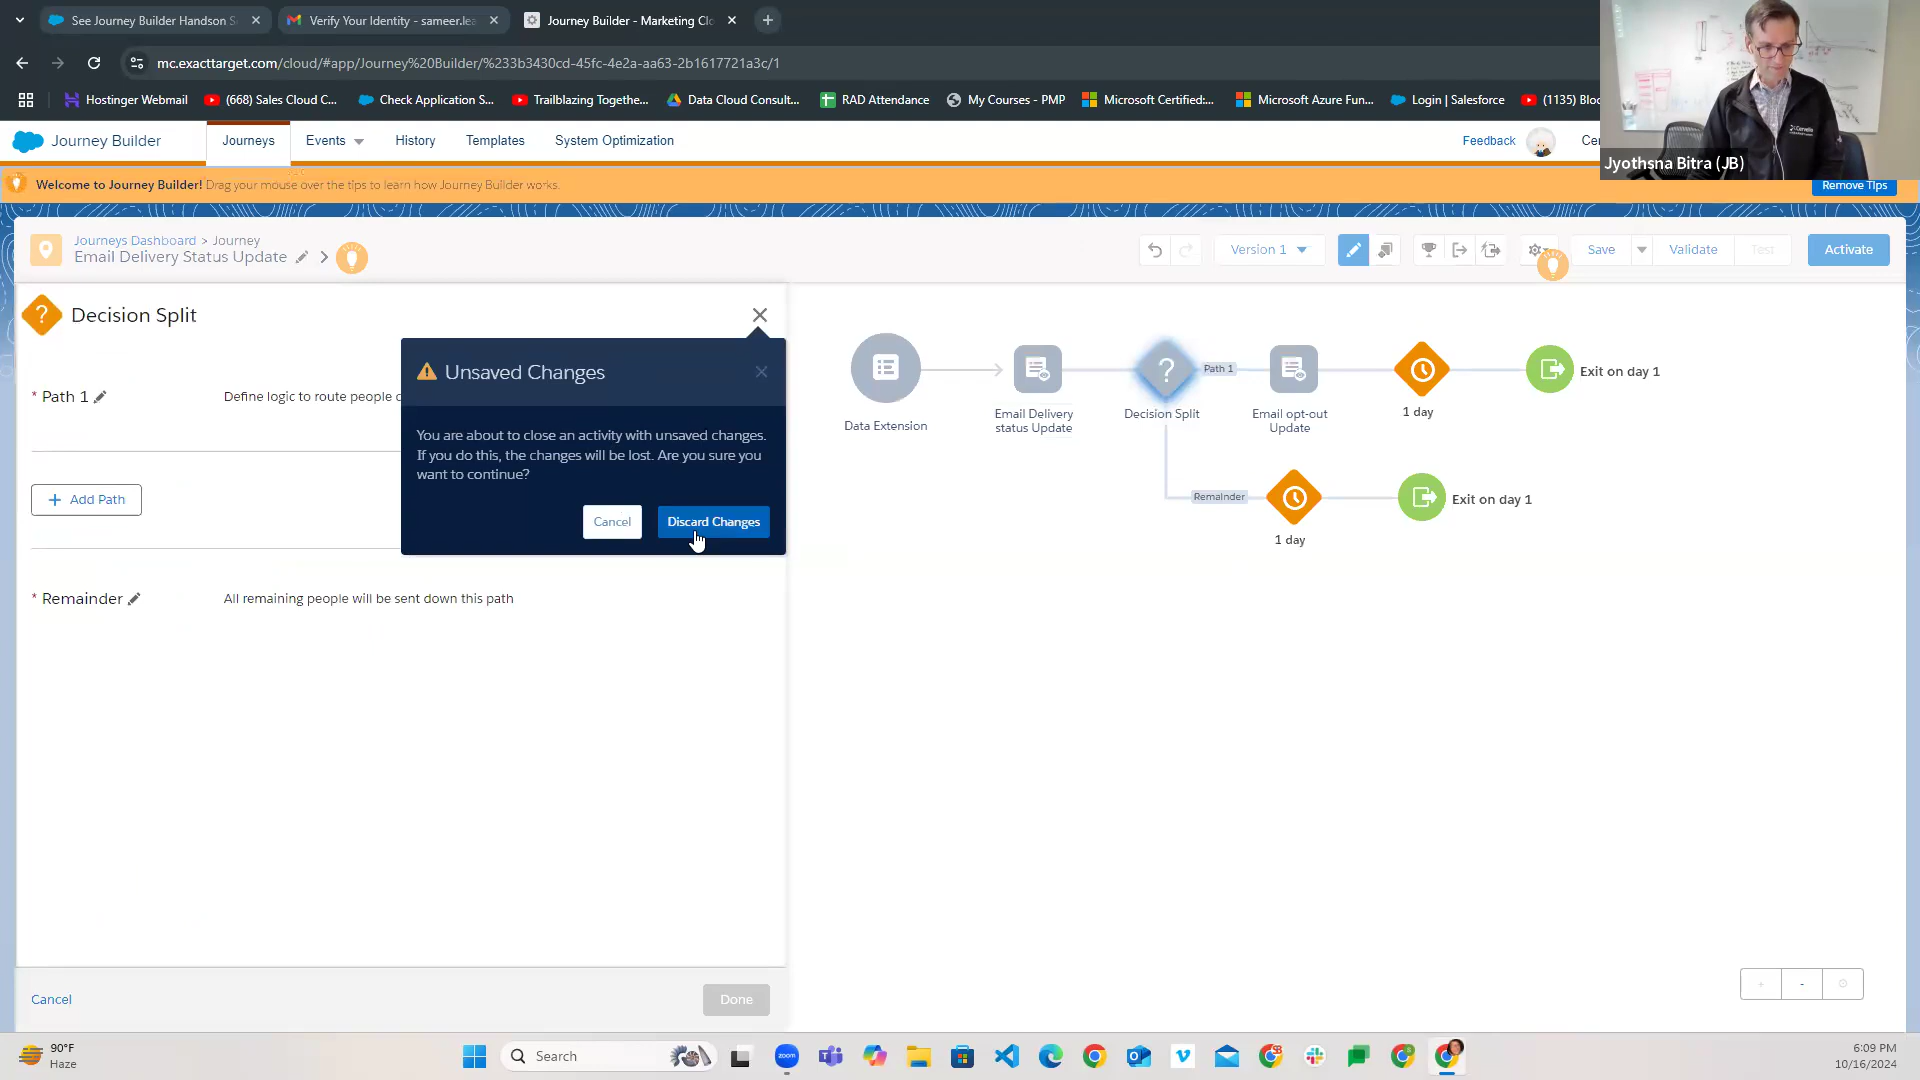 See Journey Builder Handson S
Verify Your Identity - sameer.lea
Journey Builder - Marketing Clo
mc.exacttarget.com/cloud/#app/Journey%20Builder/%233b3430cd-45fc-4e2a-aa63-2b1617721a3c/1
Hostinger Webmail
(668) Sales Cloud C...
Check Application S...
Trailblazing Togethe...
Data Cloud Consult...
RAD Attendance
My Courses - PMP
Microsoft Certified:...
Microsoft Azure Fun...
Login | Salesforce
(1135) Bloc
Journey Builder
Journeys
Events
History
Templates
System Optimization
Feedback
Cer
Jyothsna Bitra (JB)
Welcome to Journey Builder! Drag your mouse over the tips to learn how Journey Builder works.
Remove Tips
Journeys Dashboard > Journey
Email Delivery Status Update
Version 1
Save
Validate
Test
Activate
Decision Split
Unsaved Changes
You are about to close an activity with unsaved changes.
If you do this, the changes will be lost. Are you sure you
want to continue?
Cancel
Discard Changes
* Path 1
Define logic to route people
Add Path
* Remainder
All remaining people will be sent down this path
Cancel
Done
Data Extension
Email Delivery
status Update
Decision Split
Path 1
Email opt-out
Update
1 day
Exit on day 1
Remainder
1 day
Exit on day 1
90°F
Haze
Search
zoom
6:09 PM
10/16/2024